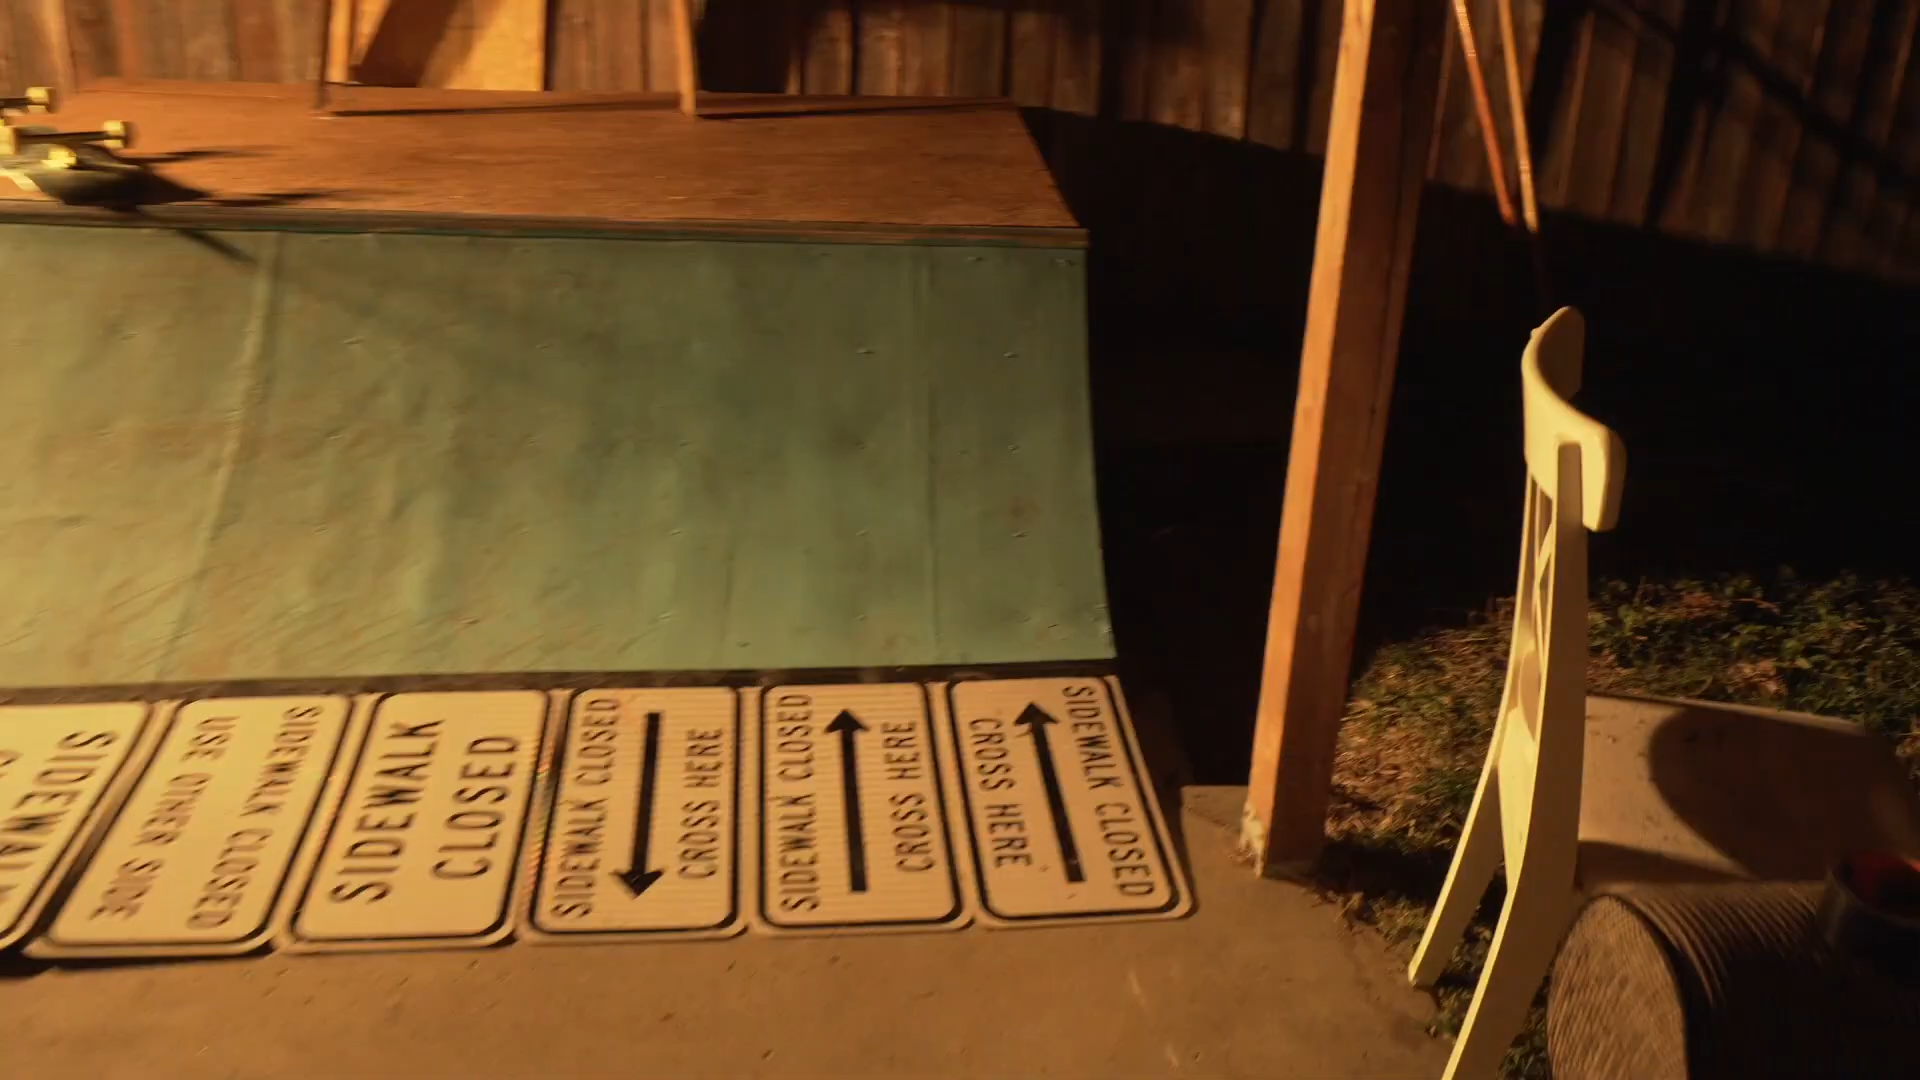 SIDEWALK
SIDEWALK CLOSED
USE OTHER SIDE
SIDEWALK
CLOSED
SIDEWALK CLOSED
CROSS HERE
SIDEWALK CLOSED
CROSS HERE
SIDEWALK CLOSED
CROSS HERE